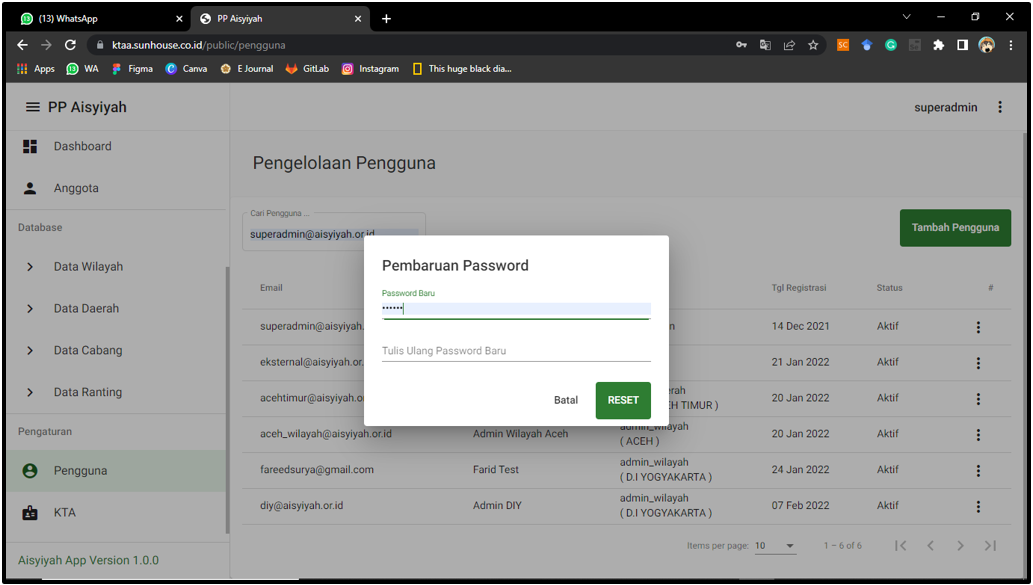 (13) WhatsApp
PP Aisyiyah
ktaa.sunhouse.co.id/public/pengguna
SC
Apps
WA
Figma
Canva
E Journal
GitLab
Instagram
This huge black dia...
PP Aisyiyah
superadmin
Dashboard
Anggota
Database
Data Wilayah
Data Daerah
Data Cabang
Data Ranting
Pengaturan
Pengguna
KTA
Aisyiyah App Version 1.0.0
Pengelolaan Pengguna
Cari Pengguna ...
superadmin@aisyiyah.or.id
Tambah Pengguna
Email Tgl Registrasi Status #
superadmin@aisyiyah. n 14 Dec 2021 Aktif
eksternal@aisyiyah.or. 21 Jan 2022 Aktif
acehtimur@aisyiyah.o erah 20 Jan 2022 Aktif
EH TIMUR )
aceh_wilayah@aisyiyah.or.id Admin Wilayah Aceh admin_wilayah 20 Jan 2022 Aktif
( ACEH )
fareedsurya@gmail.com Farid Test admin_wilayah 24 Jan 2022 Aktif
( D.I YOGYAKARTA )
diy@aisyiyah.or.id Admin DIY admin_wilayah 07 Feb 2022 Aktif
( D.I YOGYAKARTA )
Items per page: 10 1 – 6 of 6
Pembaruan Password
Password Baru
••••••
Tulis Ulang Password Baru
Batal RESET